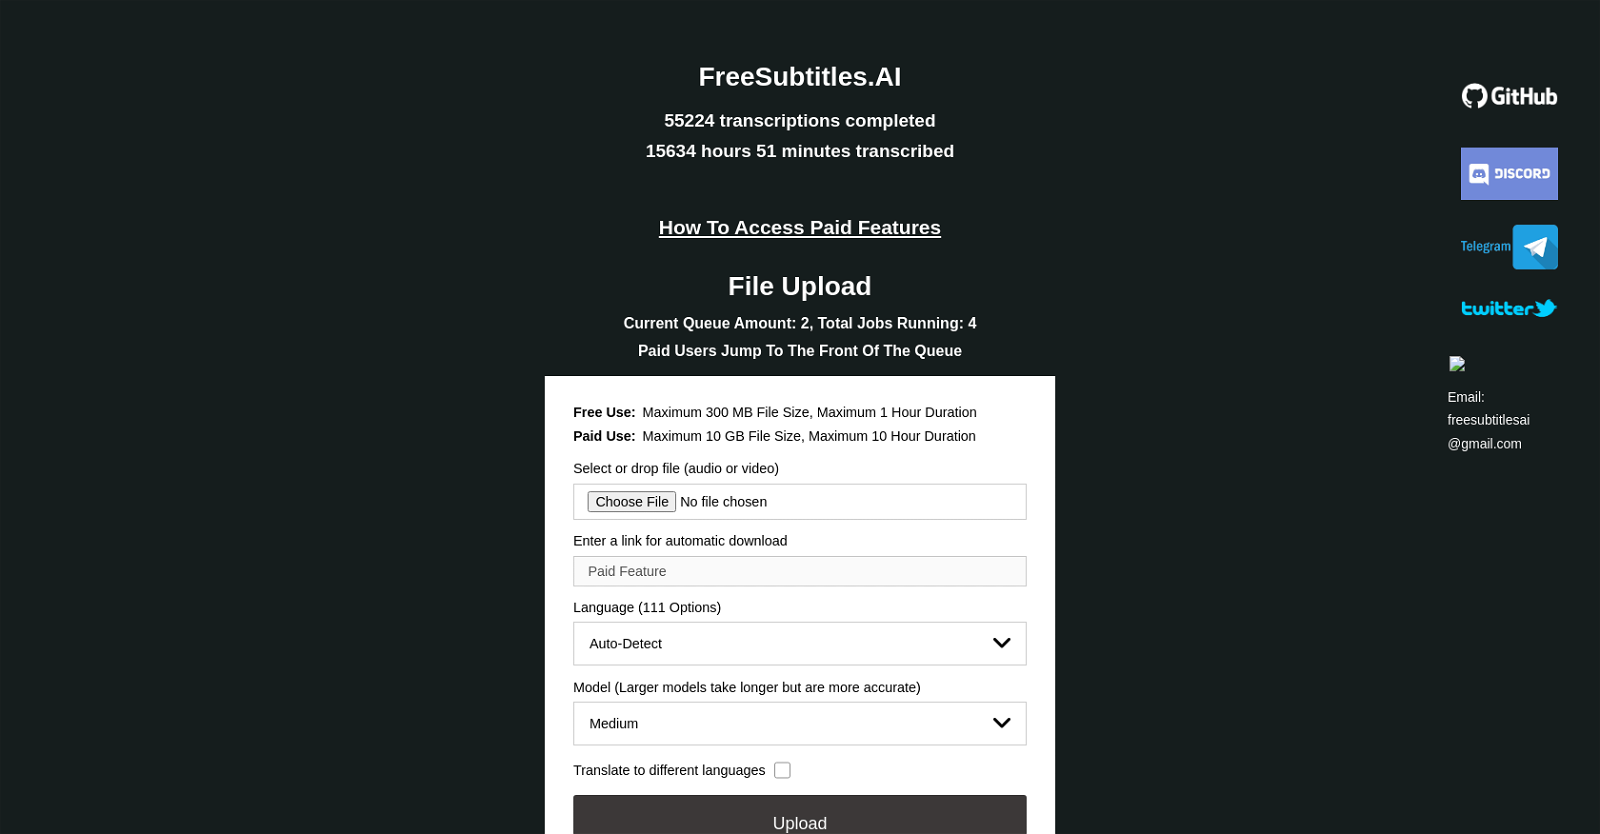 FreeSubtitles.AI
55224 transcriptions completed
15634 hours 51 minutes transcribed
How To Access Paid Features
File Upload
Current Queue Amount: 2, Total Jobs Running: 4
Paid Users Jump To The Front Of The Queue
Free Use: Maximum 300 MB File Size, Maximum 1 Hour Duration
Paid Use: Maximum 10 GB File Size, Maximum 10 Hour Duration
Select or drop file (audio or video)
Choose File No file chosen
Enter a link for automatic download
Paid Feature
Language (111 Options)
Auto-Detect
Model (Larger models take longer but are more accurate)
Medium
Translate to different languages
Upload
GitHub
DISCORD
Telegram
twitter
Email:
freesubtitlesai
@gmail.com